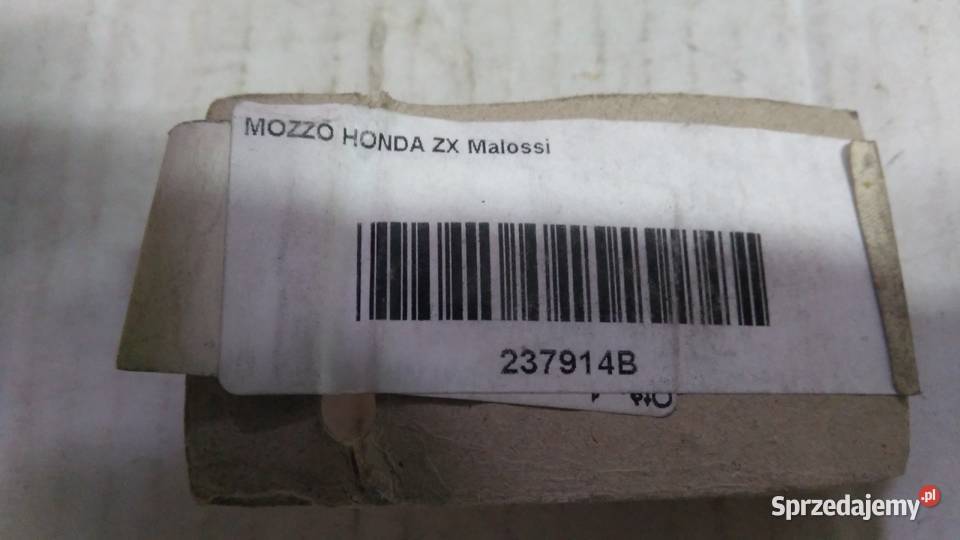 MOZZO HONDA ZX Malossi
237914B
Sprzedajemy.pl